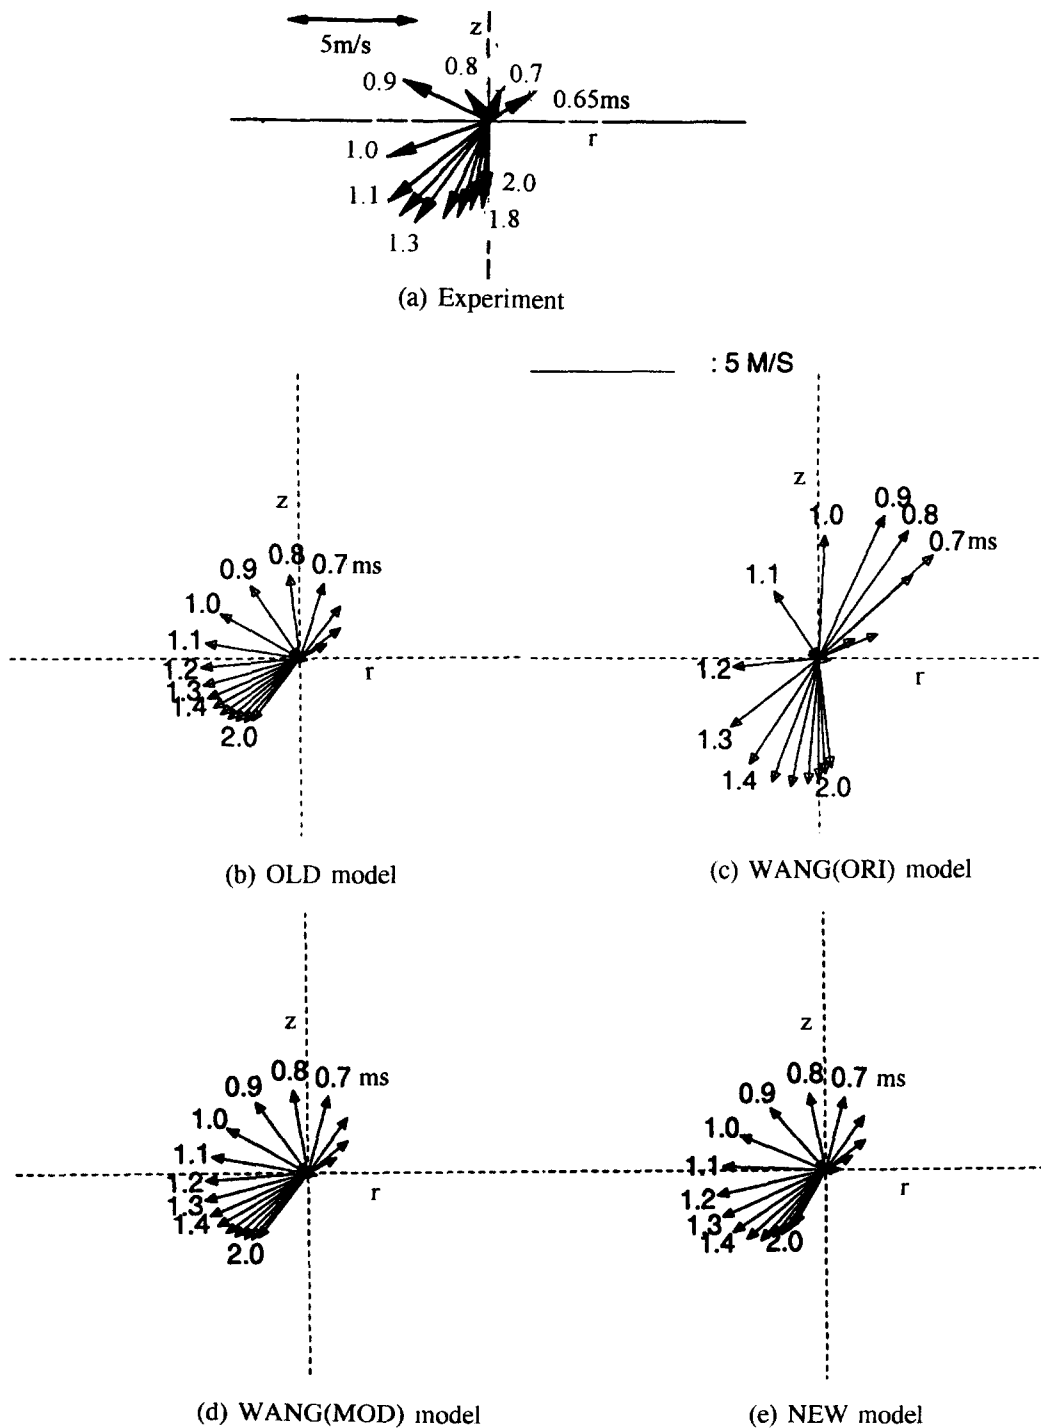 z
5m/s
0.8
0.7
0.9
0.65ms
r
1.0
1.1
2.0
1.8
1.3
(a) Experiment
: 5 M/S
z
0.8
0.7 ms
0.9
1.0
1.1
1.2
r
1.3
1.4
2.0
(b) OLD model
z
0.9
1.0
0.8
0.7 ms
1.1
1.2
r
1.3
1.4
2.0
(c) WANG(ORI) model
z
0.8
0.7 ms
0.9
1.0
1.1
1.2
r
1.3
1.4
2.0
(d) WANG(MOD) model
z
0.8
0.7 ms
0.9
1.0
1.1
r
1.2
1.3
1.4
2.0
(e) NEW model